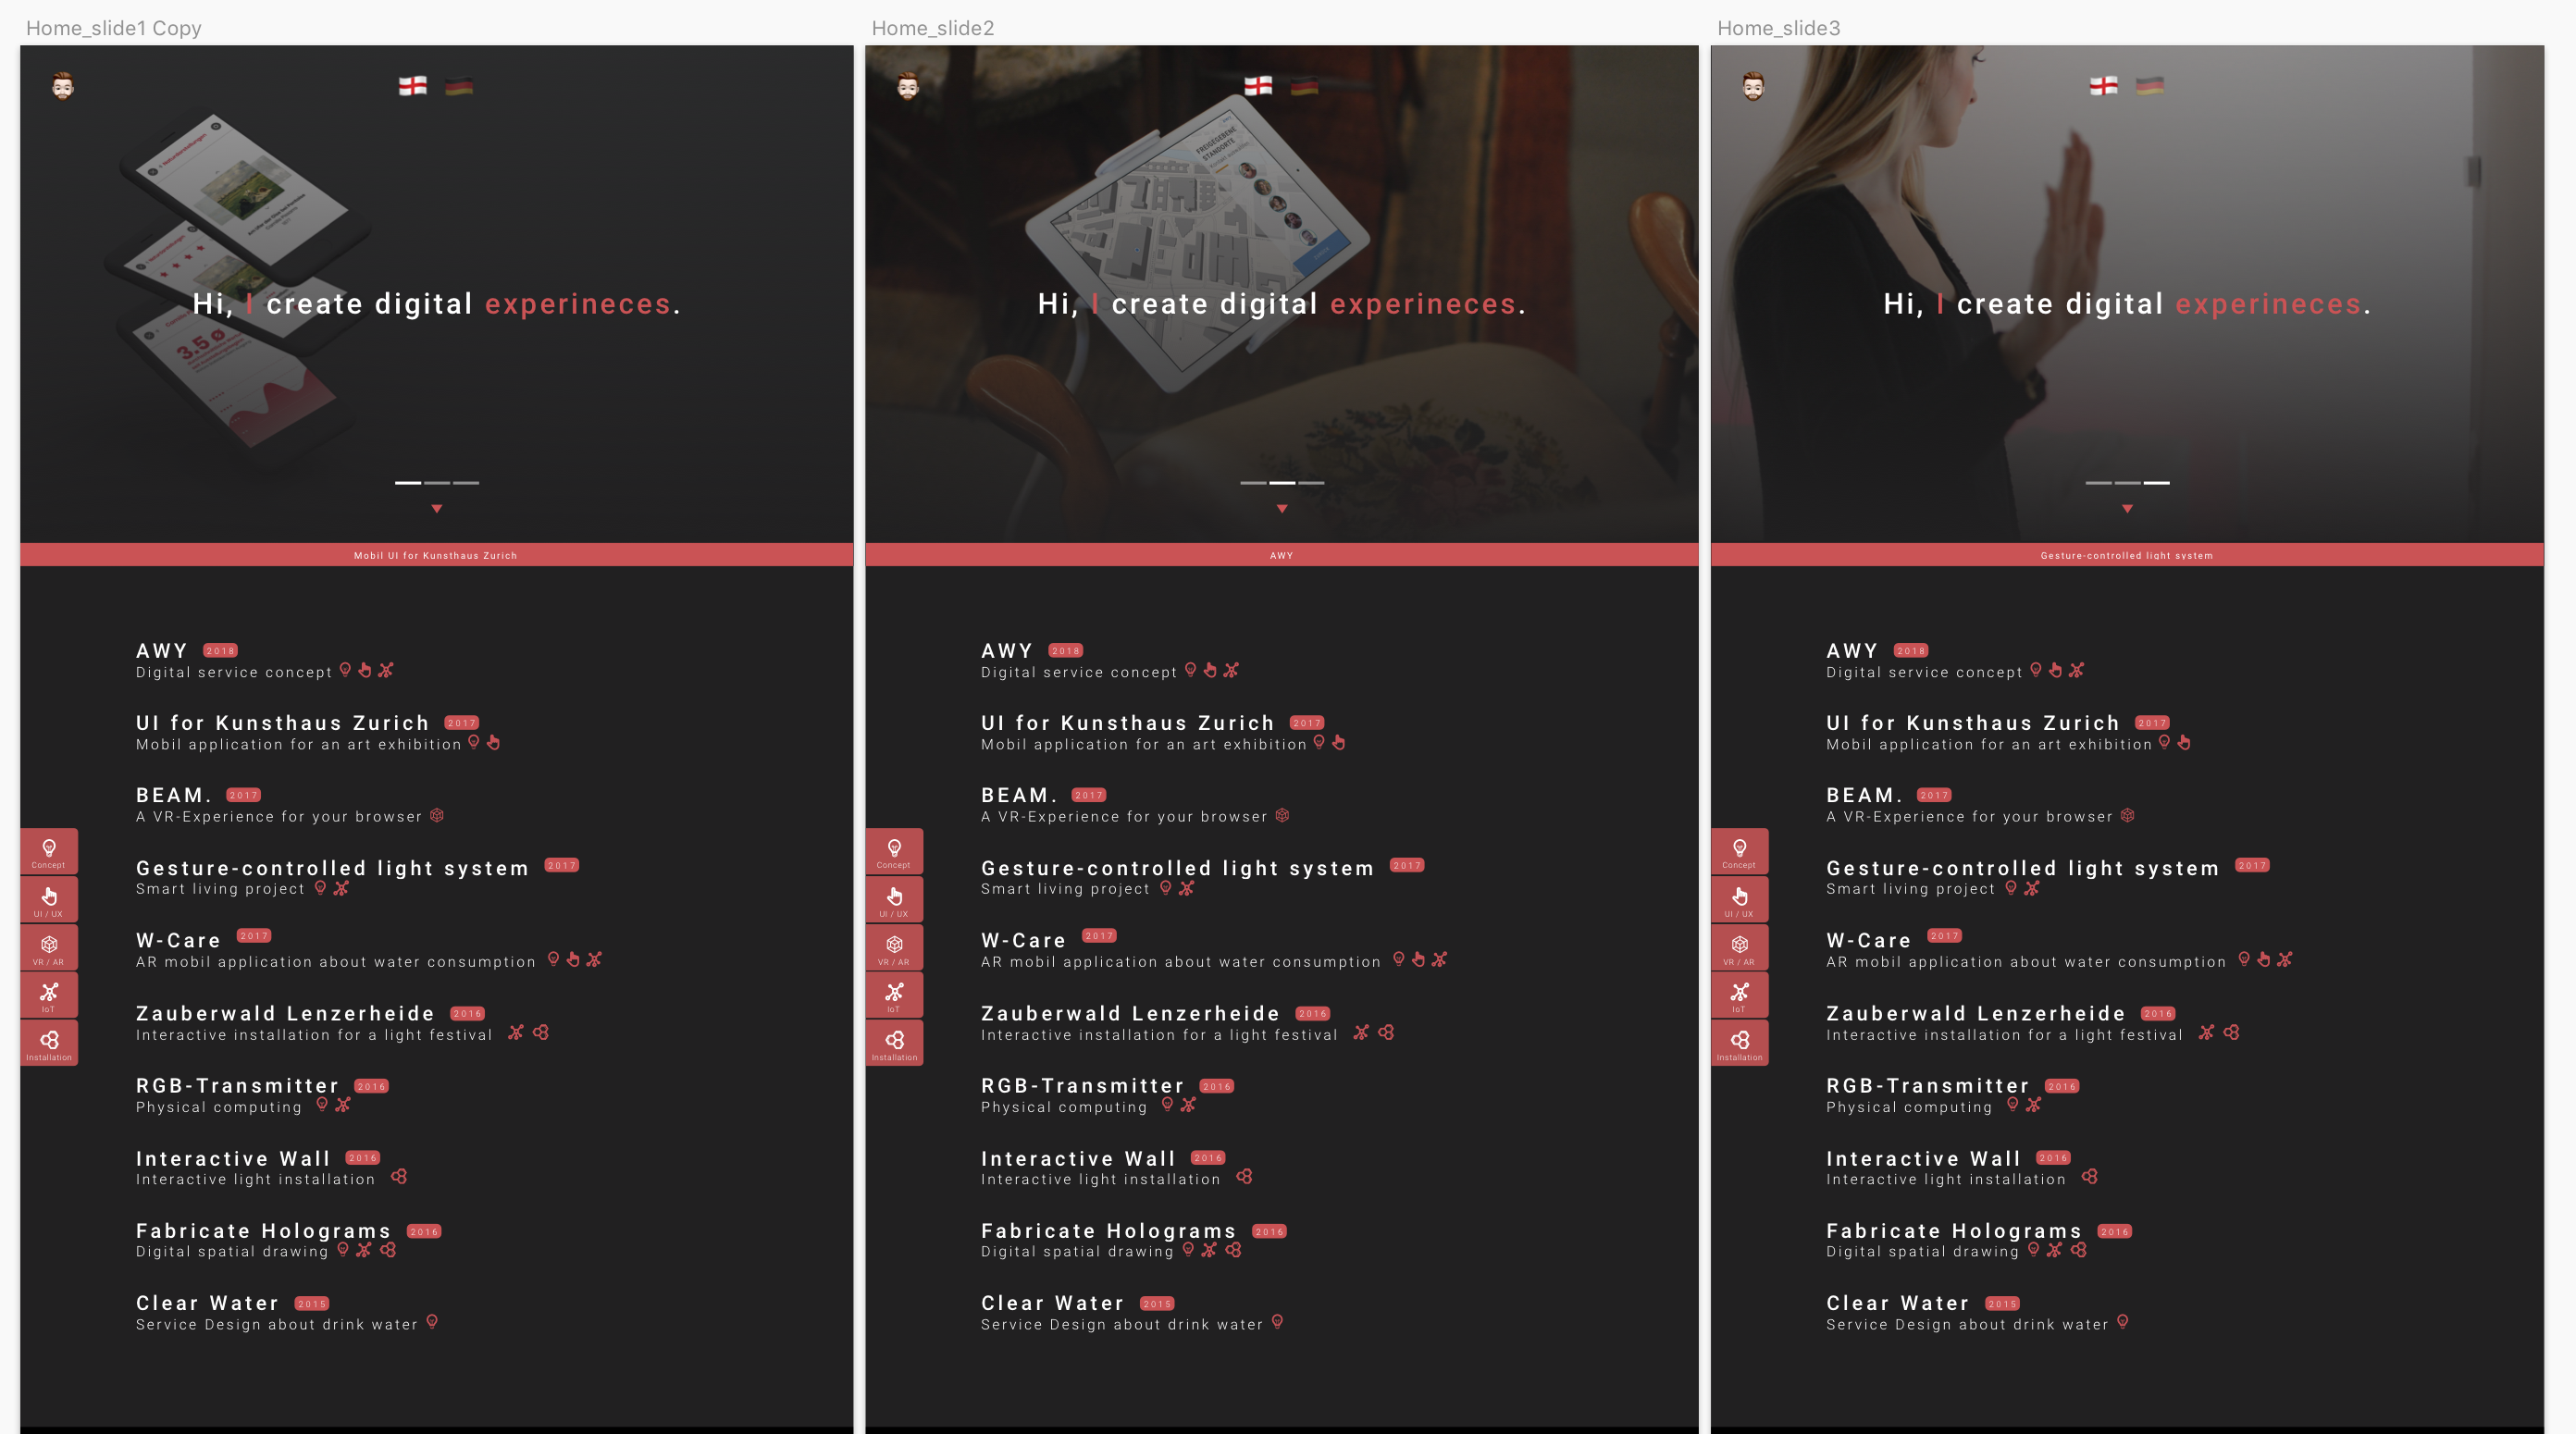 Home_slide1 Copy
Hi, I create digital experineces.
Mobil UI for Kunsthaus Zurich
AWY 2018
Digital service concept
UI for Kunsthaus Zurich 2017
Mobil application for an art exhibition
BEAM. 2017
A VR-Experience for your browser
Gesture-controlled light system 2017
Smart living project
W-Care 2017
AR mobil application about water consumption
Zauberwald Lenzerheide 2016
Interactive installation for a light festival
RGB-Transmitter 2016
Physical computing
Interactive Wall 2016
Interactive light installation
Fabricate Holograms 2016
Digital spatial drawing
Clear Water 2015
Service Design about drink water
Concept
UI / UX
VR / AR
IoT
Installation
3.5 Ø
Home_slide2
FREIGEGEBENE
STANDORTE
Hi, I create digital experineces.
AWY
AWY 2018
Digital service concept
UI for Kunsthaus Zurich 2017
Mobil application for an art exhibition
BEAM. 2017
A VR-Experience for your browser
Gesture-controlled light system 2017
Smart living project
W-Care 2017
AR mobil application about water consumption
Zauberwald Lenzerheide 2016
Interactive installation for a light festival
RGB-Transmitter 2016
Physical computing
Interactive Wall 2016
Interactive light installation
Fabricate Holograms 2016
Digital spatial drawing
Clear Water 2015
Service Design about drink water
Concept
UI / UX
VR / AR
IoT
Installation
Home_slide3
Hi, I create digital experineces.
Gesture-controlled light system
AWY 2018
Digital service concept
UI for Kunsthaus Zurich 2017
Mobil application for an art exhibition
BEAM. 2017
A VR-Experience for your browser
Gesture-controlled light system 2017
Smart living project
W-Care 2017
AR mobil application about water consumption
Zauberwald Lenzerheide 2016
Interactive installation for a light festival
RGB-Transmitter 2016
Physical computing
Interactive Wall 2016
Interactive light installation
Fabricate Holograms 2016
Digital spatial drawing
Clear Water 2015
Service Design about drink water
Concept
UI / UX
VR / AR
IoT
Installation